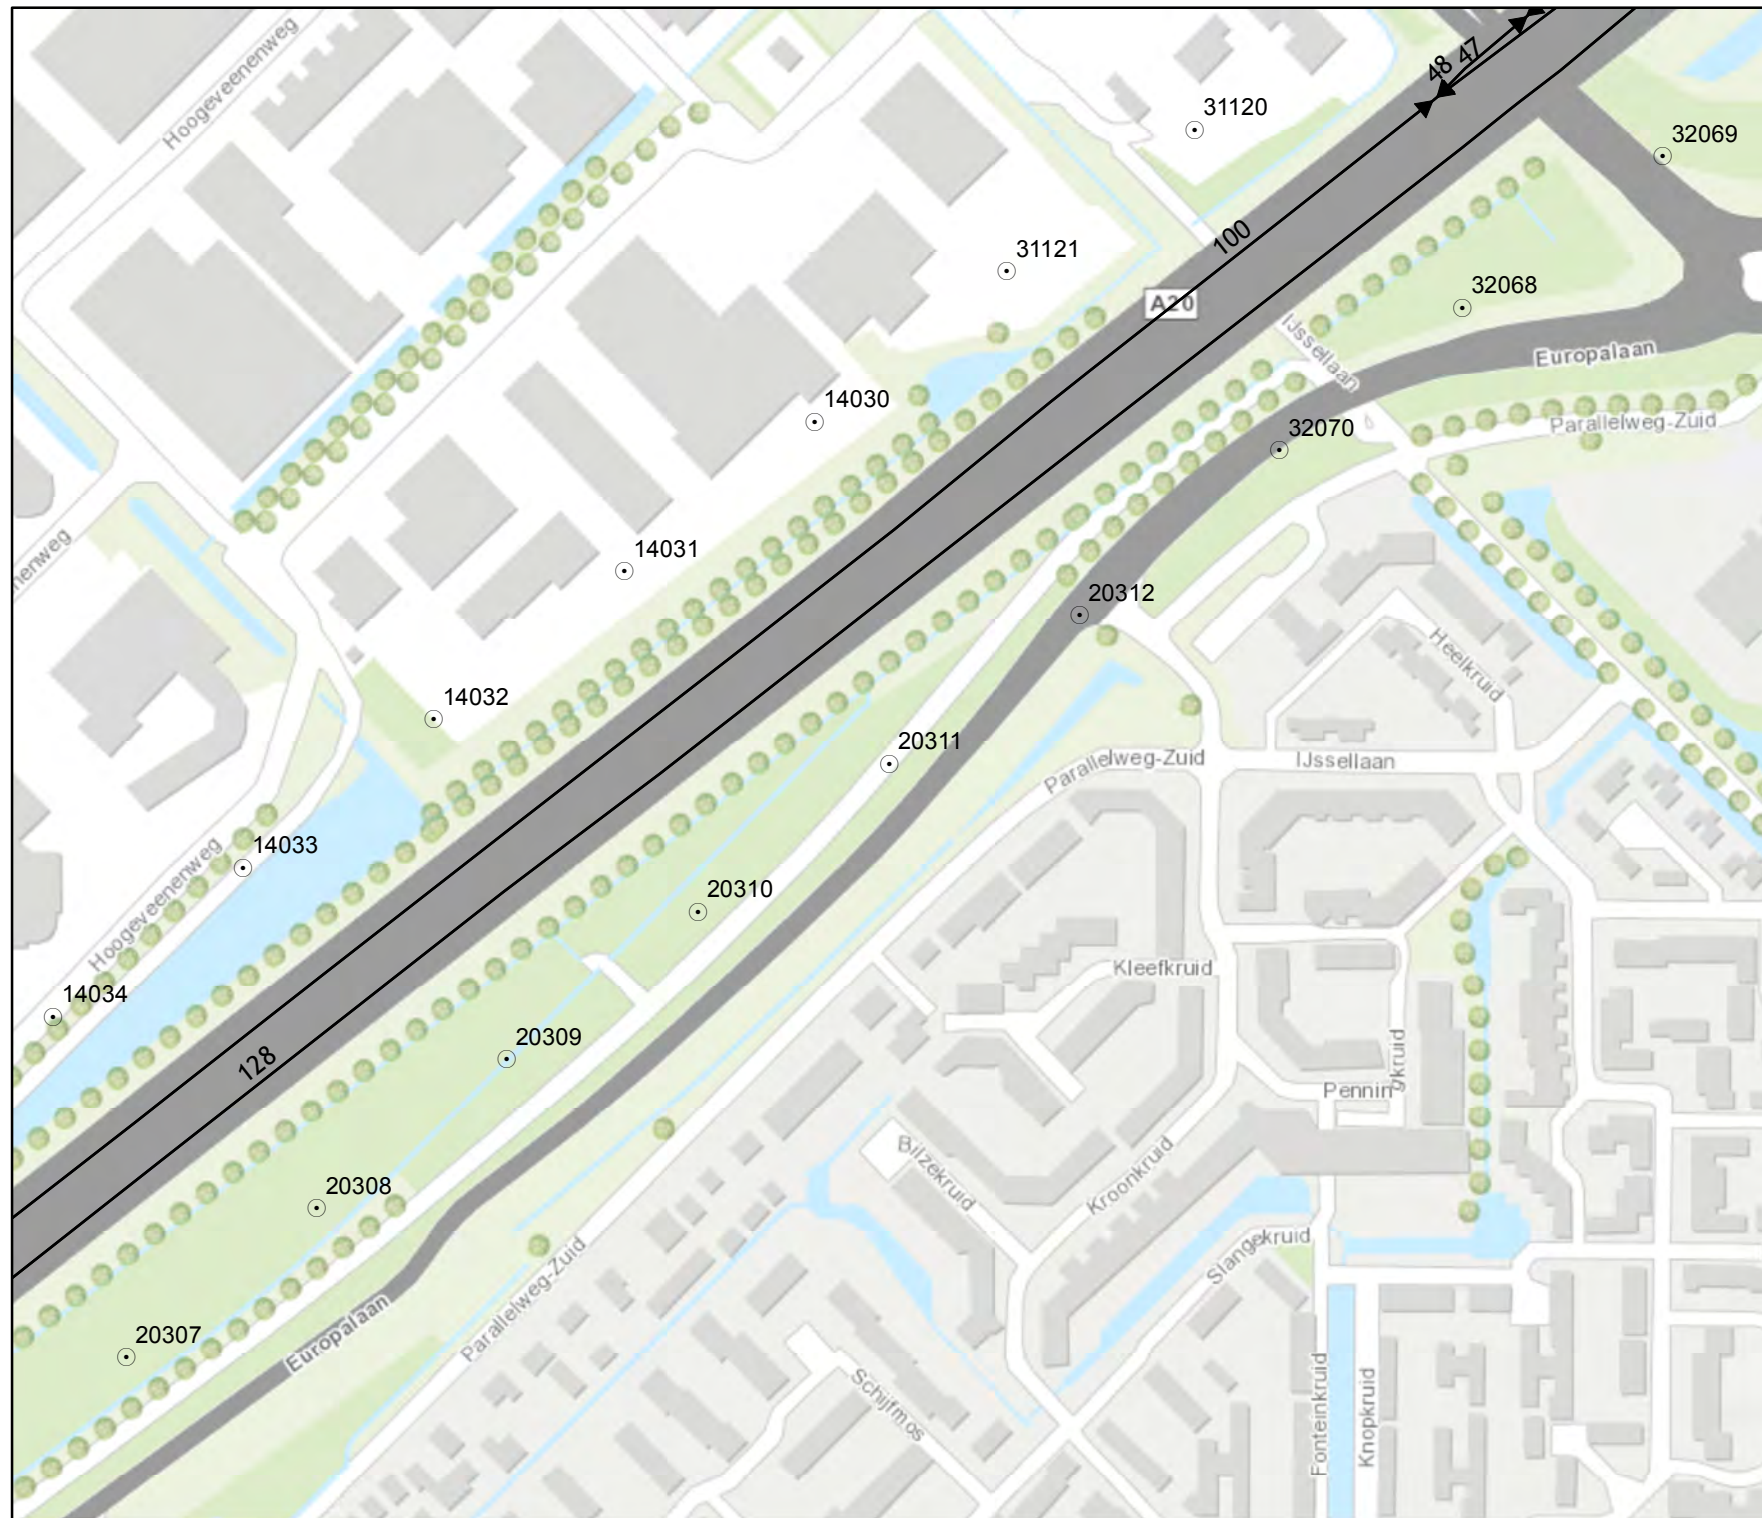 Hoogeveenenweg
48
47
31120
32069
100
31121
A20
32068
IJssellaan
Europalaan
14030
Parallelweg-Zuid
32070
nenweg
14031
20312
Heelkruid
14032
20311
Parallelweg-Zuid
IJssellaan
14033
Hoogeveenenweg
20310
Kleefkruid
14034
20309
128
Penningkruid
Bilzekruid
Kroonkruid
20308
Slangekruid
Parallelweg-Zuid
Europalaan
20307
Schijfmos
Fonteinkruid
Knopkruid